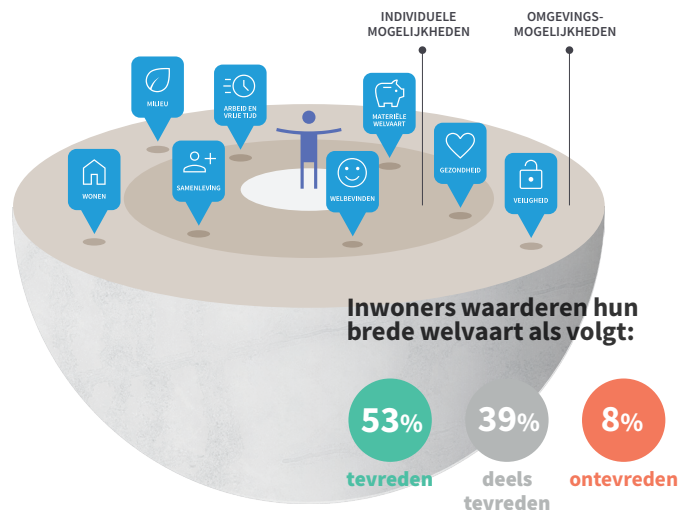 INDIVIDUELE
MOGELIJKHEDEN
OMGEVINGS-
MOGELIJKHEDEN
MILIEU
ARBEID EN
VRIJE TIJD
MATERIËLE
WELVAART
GEZONDHEID
WONEN
SAMENLEVING
WELBEVINDEN
VEILIGHEID
Inwoners waarderen hun
brede welvaart als volgt:
53%
39%
8%
tevreden
deels
tevreden
ontevreden